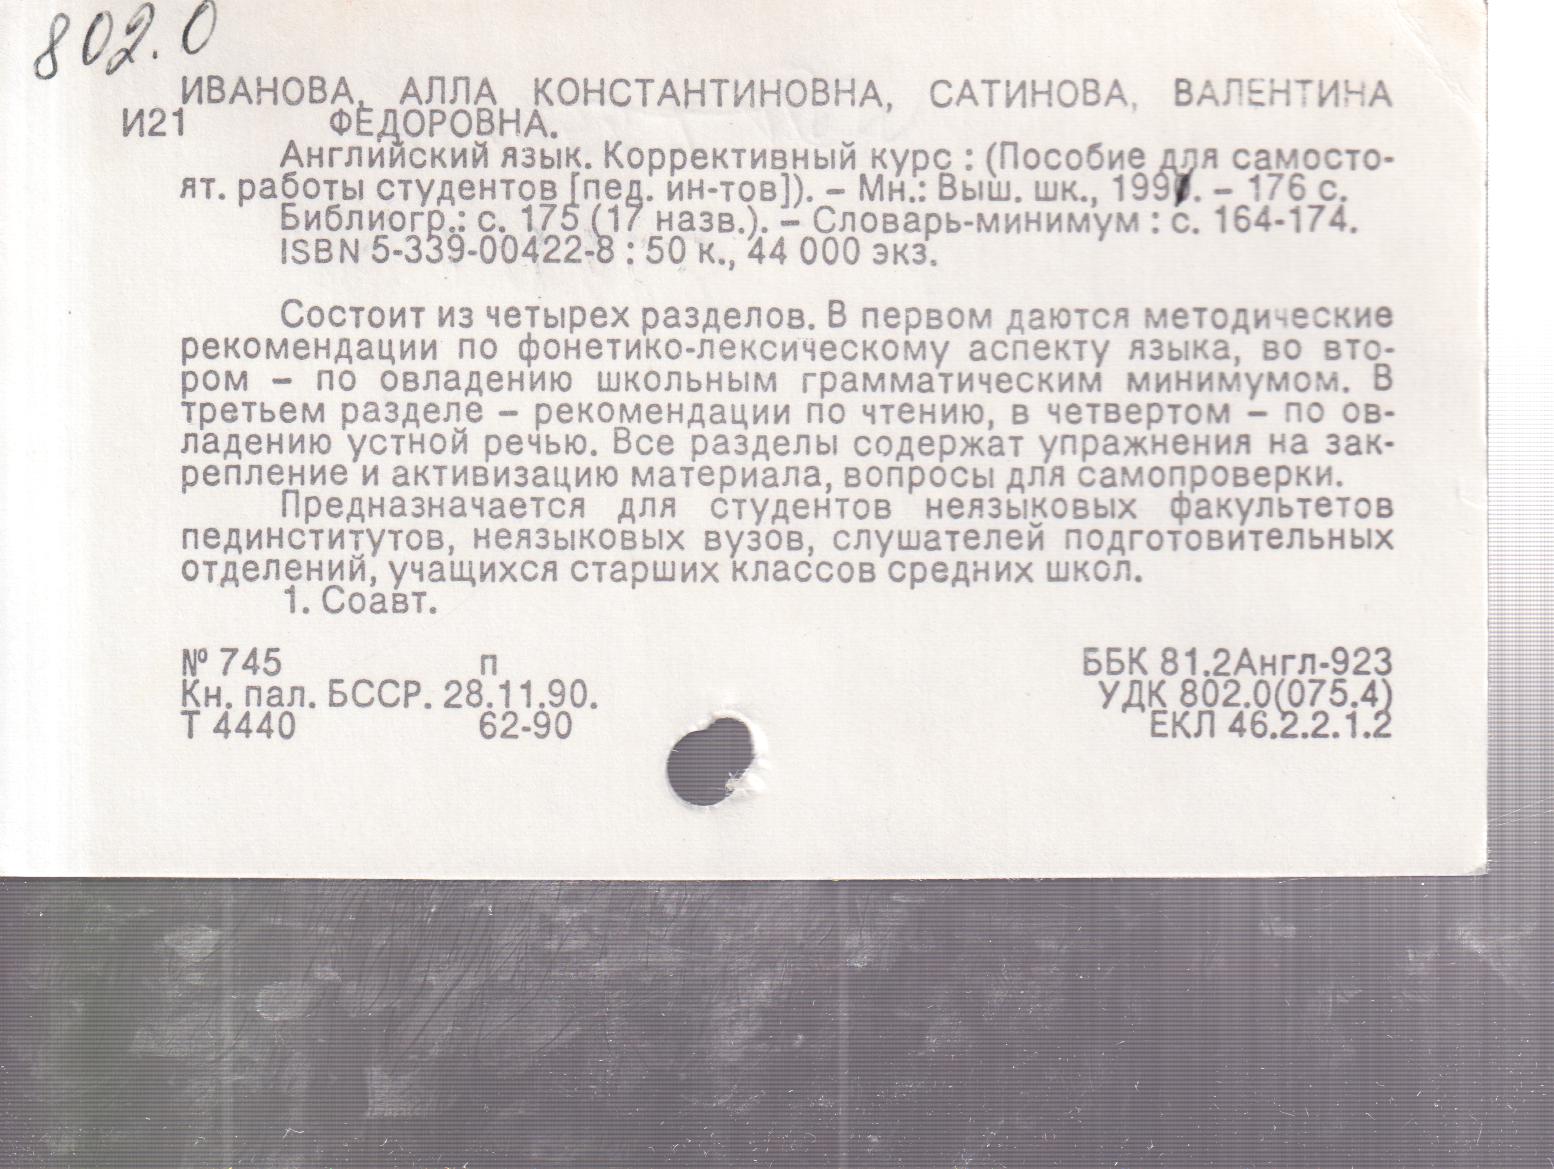 802.0
ИВАНОВА, АЛЛА КОНСТАНТИНОВНА, САТИНОВА, ВАЛЕНТИНА
И21 ФЕДОРОВНА.
Английский язык. Коррективный курс : (Пособие для самосто-
ят. работы студентов [пед. ин-тов]). – Мн.: Выш. шк., 1991. – 176 с.
Библиогр.: с. 175 (17 назв.). – Словарь-минимум : с. 164-174.
ISBN 5-339-00422-8 : 50 к., 44 000 экз.
Состоит из четырех разделов. В первом даются методические
рекомендации по фонетико-лексическому аспекту языка, во вто-
ром – по овладению школьным грамматическим минимумом. В
третьем разделе – рекомендации по чтению, в четвертом – по ов-
ладению устной речью. Все разделы содержат упражнения на зак-
репление и активизацию материала, вопросы для самопроверки.
Предназначается для студентов неязыковых факультетов
пединститутов, неязыковых вузов, слушателей подготовительных
отделений, учащихся старших классов средних школ.
1. Соавт.
№ 745 п ББК 81.2Англ-923
Кн. пал. БССР. 28.11.90. УДК 802.0(075.4)
Т 4440 62-90 ЕКЛ 46.2.2.1.2